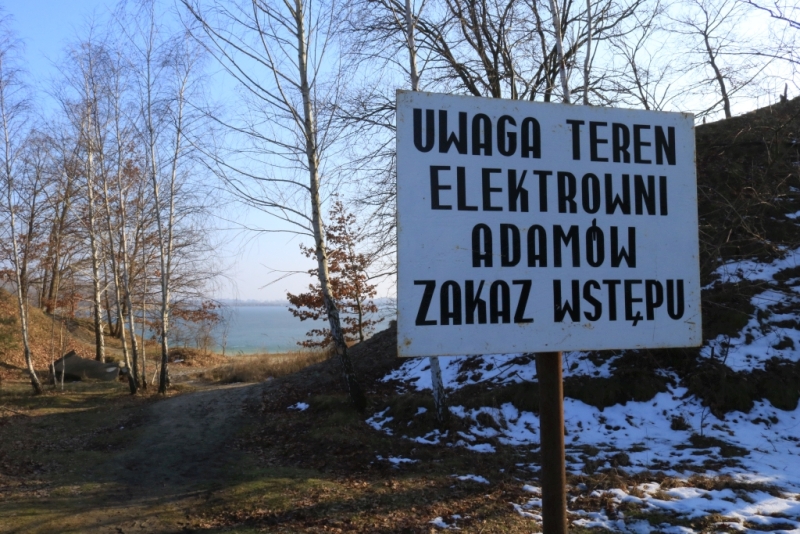 UWAGA TEREN
ELEKTROWNI
ADAMÓW
ZAKAZ WSTĘPU